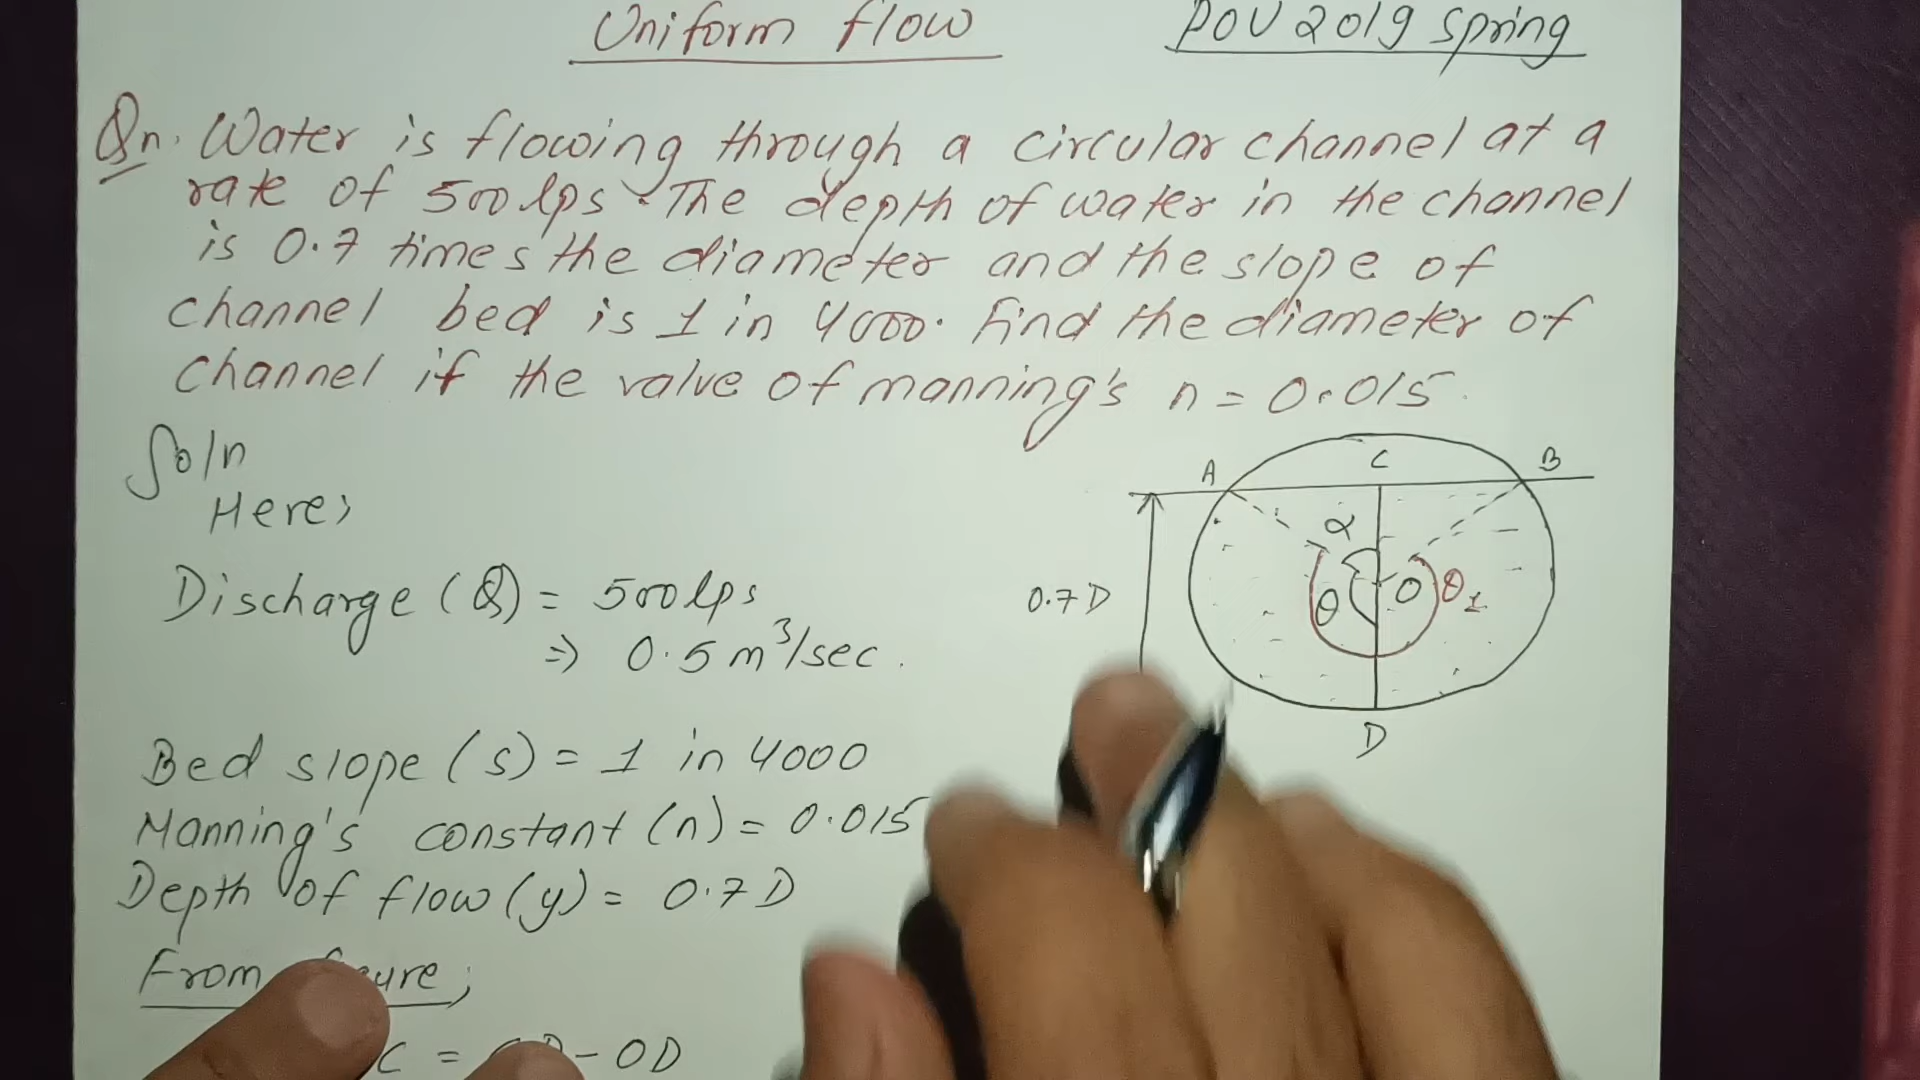 Uniform flow
POU 2019 spring
Qn. Water is flowing through a circular channel at a
rate of 500 lps. The depth of water in the channel
is 0.7 times the diameter and the slope of
channel bed is 1 in 4000. Find the diameter of
channel if the value of manning's n = 0.015.
Soln
Here,
Discharge (Q) = 500 lps
⇒ 0.5 m³/sec.
Bed slope (s) = 1 in 4000
Manning's constant (n) = 0.015
Depth of flow (y) = 0.7 D
From
C = - OD
A C B
α
0.7 D
θ O θ1
D